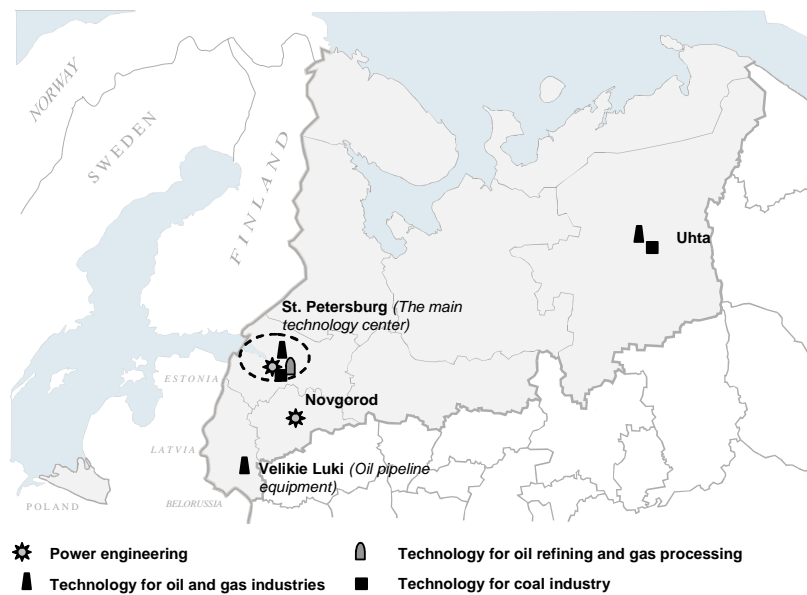 NORWAY
SWEDEN
FINLAND
Uhta
St. Petersburg (The main
technology center)
ESTONIA
Novgorod
LATVIA
Velikie Luki (Oil pipeline
equipment)
POLAND
BELORUSSIA
Power engineering
Technology for oil refining and gas processing
Technology for oil and gas industries
Technology for coal industry